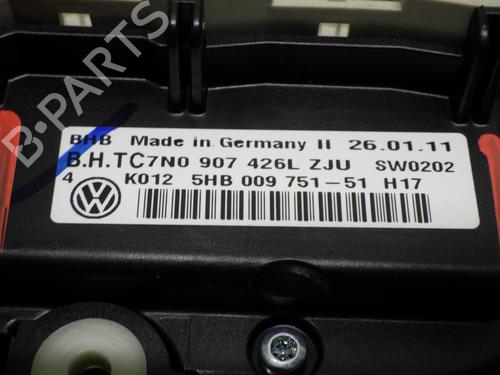 B-PARTS
BHB Made in Germany II 26.01.11
B.H.TC7N0 907 426L ZJU SW0202
4 K012 5HB 009 751-51 H17